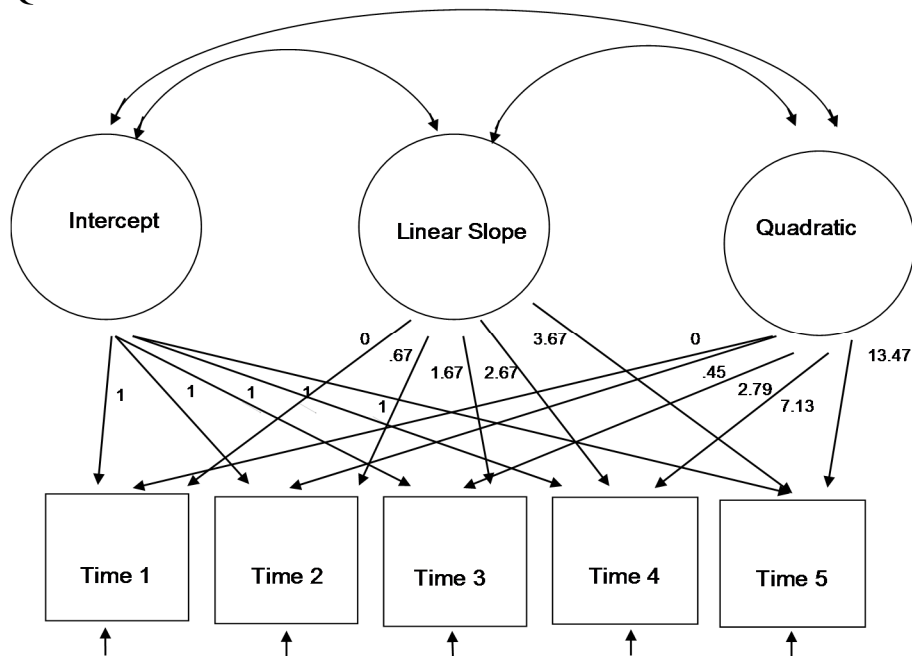 Intercept
Linear Slope
Quadratic
0
.67
1.67
2.67
3.67
0
.45
2.79
7.13
13.47
1
1
1
1
1
Time 1
Time 2
Time 3
Time 4
Time 5